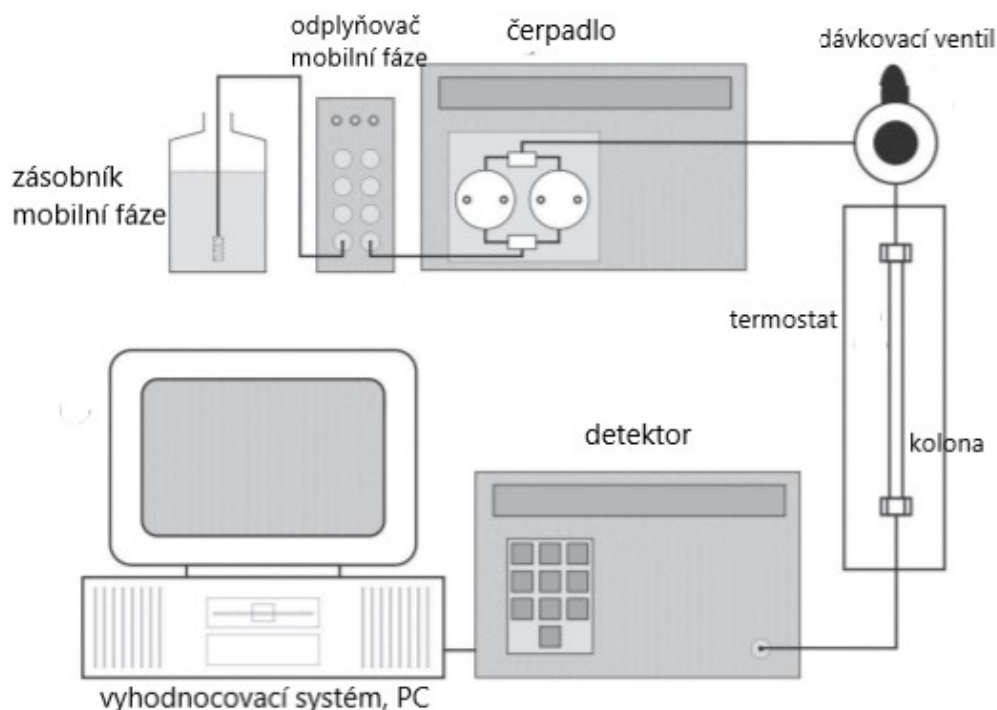 odplyňovač
mobilní fáze
čerpadlo
dávkovací ventil
zásobník
mobilní fáze
termostat
kolona
detektor
vyhodnocovací systém, PC